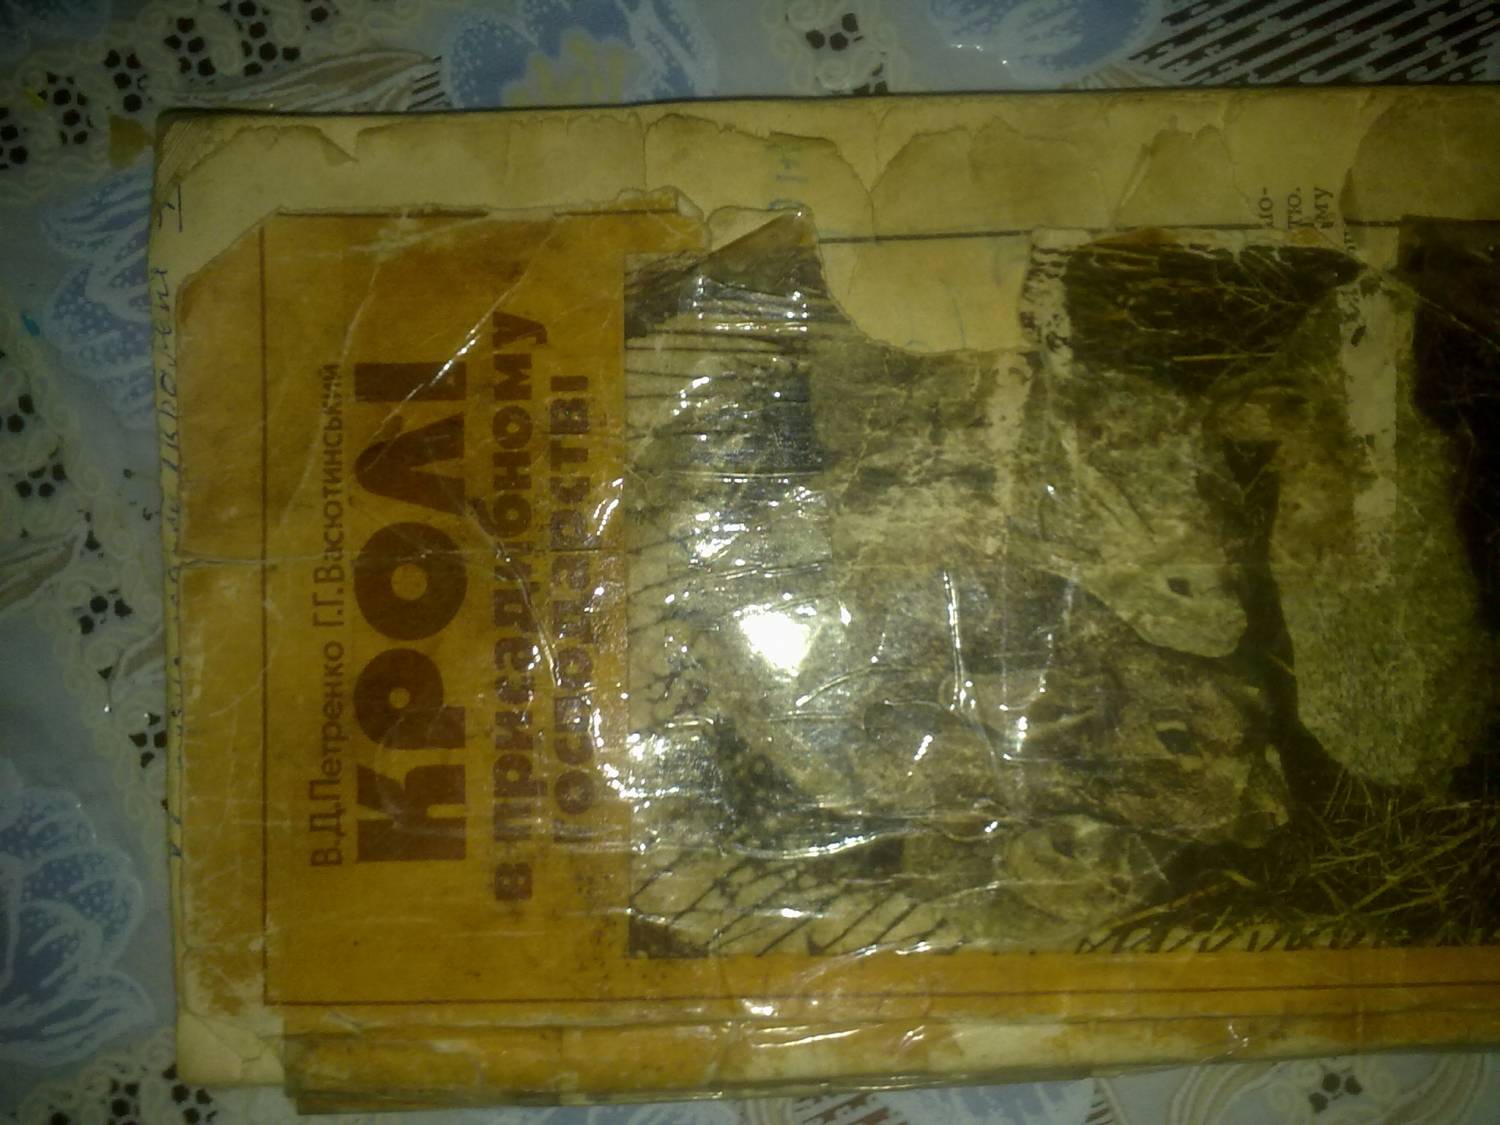 В.Д.Петренко Г.Г.Васютинський
КРОЛІ
в присадибному
господарстві